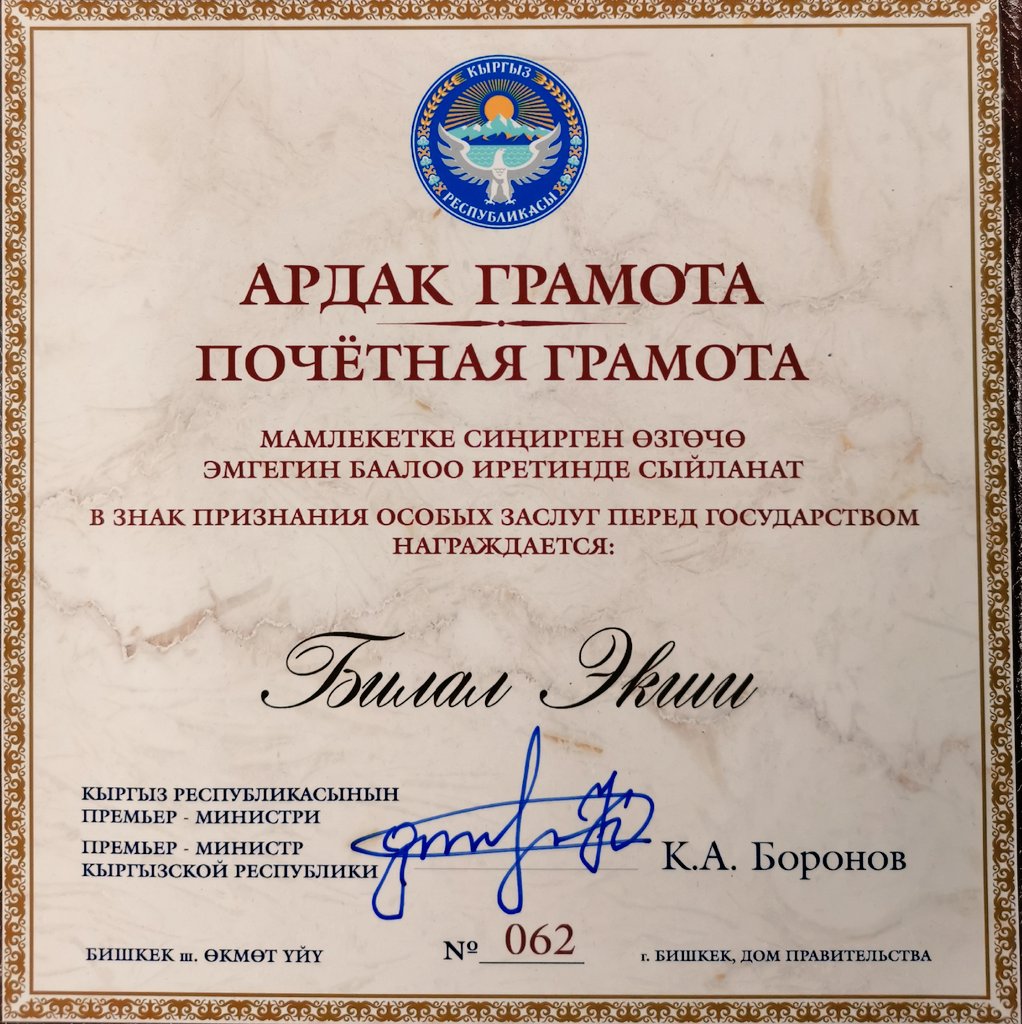 КЫРГЫЗ
РЕСПУБЛИКАСЫ
АРДАК ГРАМОТА
ПОЧЁТНАЯ ГРАМОТА
МАМЛЕКЕТКЕ СИҢИРГЕН ӨЗГӨЧӨ
ЭМГЕГИН БААЛОО ИРЕТИНДЕ СЫЙЛАНАТ
В ЗНАК ПРИЗНАНИЯ ОСОБЫХ ЗАСЛУГ ПЕРЕД ГОСУДАРСТВОМ
НАГРАЖДАЕТСЯ:
Билал Экши
КЫРГЫЗ РЕСПУБЛИКАСЫНЫН
ПРЕМЬЕР - МИНИСТРИ
ПРЕМЬЕР - МИНИСТР
КЫРГЫЗСКОЙ РЕСПУБЛИКИ
К.А. Боронов
БИШКЕК ш. ӨКМӨТ ҮЙҮ
№ 062
г. БИШКЕК, ДОМ ПРАВИТЕЛЬСТВА